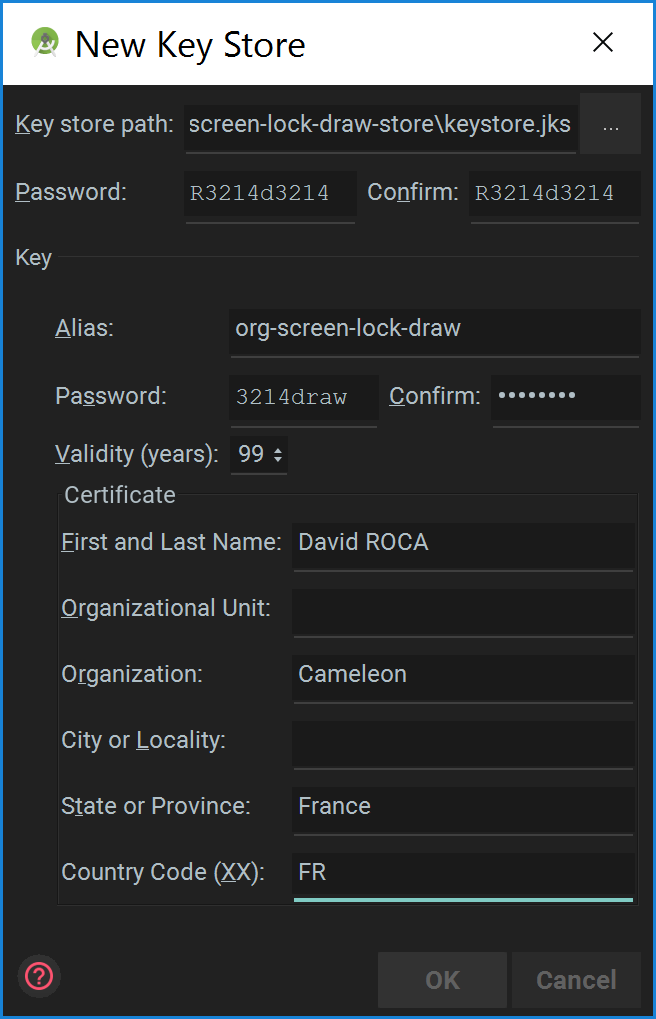 New Key Store
Key store path: screen-lock-draw-store\keystore.jks ...
Password: R3214d3214 Confirm: R3214d3214
Key
Alias: org-screen-lock-draw
Password: 3214draw Confirm: ••••••••
Validity (years): 99
Certificate
First and Last Name: David ROCA
Organizational Unit:
Organization: Cameleon
City or Locality:
State or Province: France
Country Code (XX): FR
? OK Cancel